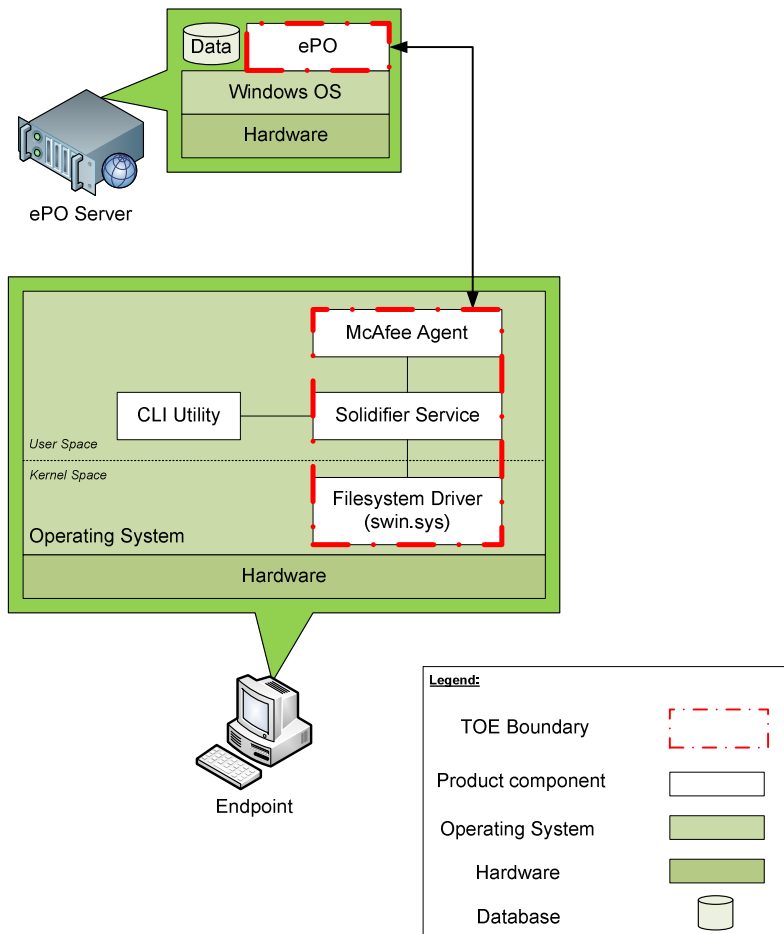 Data
ePO
Windows OS
Hardware
ePO Server
McAfee Agent
CLI Utility
Solidifier Service
User Space
Kernel Space
Filesystem Driver
(swin.sys)
Operating System
Hardware
Endpoint
Legend:
TOE Boundary
Product component
Operating System
Hardware
Database